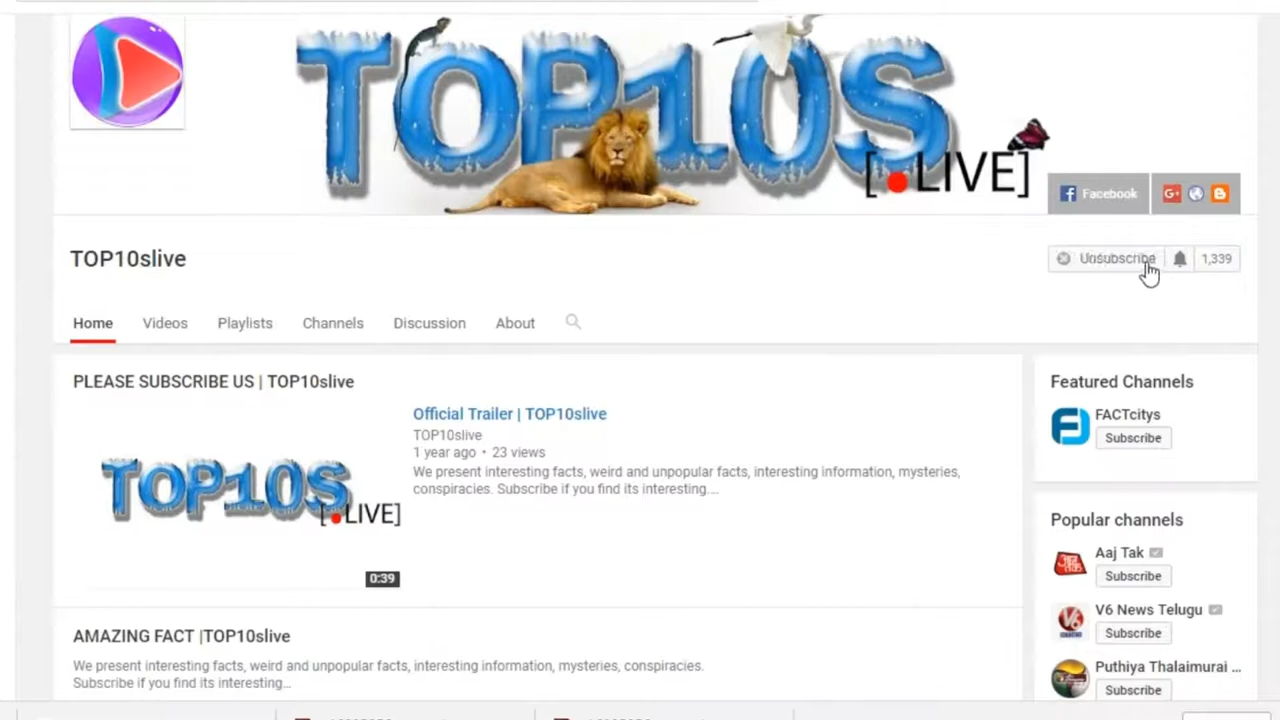 TOP10S
[ LIVE]
Facebook
TOP10slive
Unsubscribe 1,339
Home Videos Playlists Channels Discussion About
PLEASE SUBSCRIBE US | TOP10slive
TOP10S
[ LIVE]
0:39
Official Trailer | TOP10slive
TOP10slive
1 year ago • 23 views
We present interesting facts, weird and unpopular facts, interesting information, mysteries,
conspiracies. Subscribe if you find its interesting....
AMAZING FACT |TOP10slive
We present interesting facts, weird and unpopular facts, interesting information, mysteries, conspiracies.
Subscribe if you find its interesting...
Featured Channels
FACTcitys
Subscribe
Popular channels
Aaj Tak
Subscribe
V6 News Telugu
Subscribe
Puthiya Thalaimurai ...
Subscribe